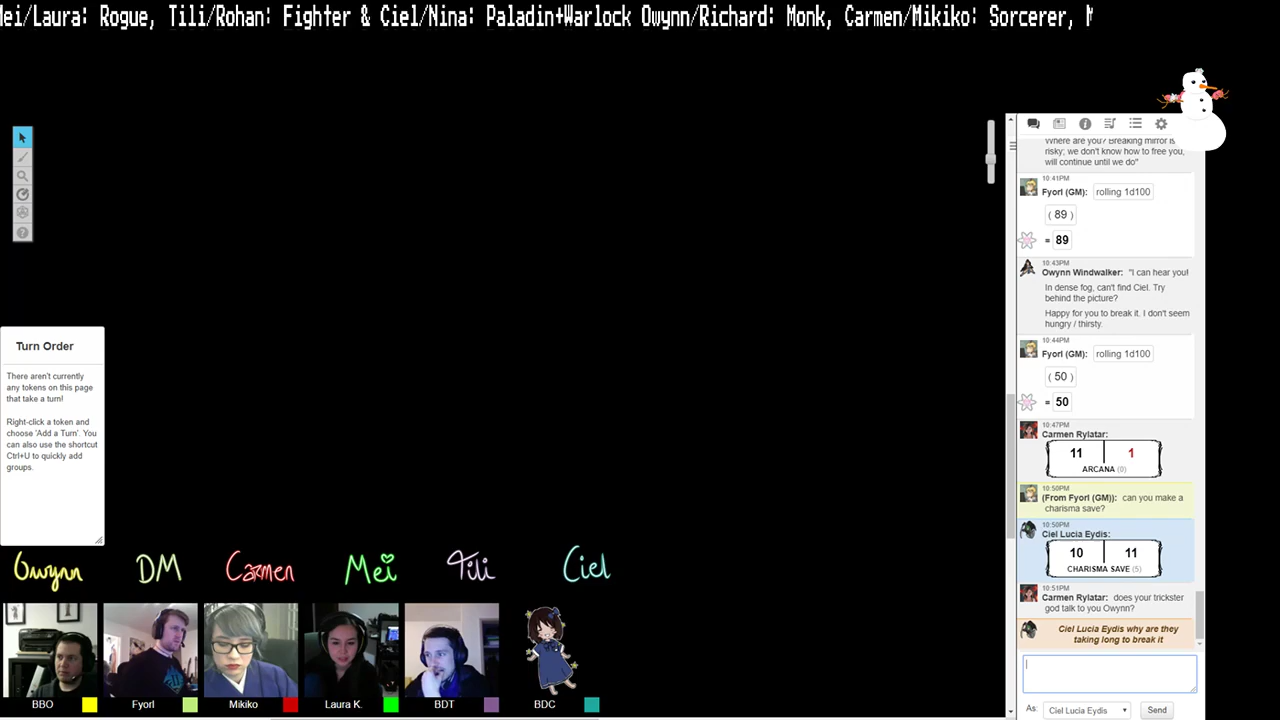 Mei/Laura: Rogue, Tili/Rohan: Fighter & Ciel/Nina: Paladin+Warlock Owynn/Richard: Monk, Carmen/Mikiko: Sorcerer,
Where are you? Breaking mirror is
risky; we don't know how to free you,
will continue until we do"
10:41PM
Fyorl (GM): rolling 1d100
( 89 )
= 89
10:43PM
Owynn Windwalker: "I can hear you!
In dense fog, can't find Ciel. Try
behind the picture?
Happy for you to break it. I don't seem
hungry / thirsty.
10:44PM
Fyorl (GM): rolling 1d100
( 50 )
= 50
10:47PM
Carmen Rylatar:
11 1
ARCANA (0)
10:50PM
(From Fyorl (GM)): can you make a
charisma save?
10:50PM
Ciel Lucia Eydis:
10 11
CHARISMA SAVE (5)
10:51PM
Carmen Rylatar: does your trickster
god talk to you Owynn?
Ciel Lucia Eydis why are they
taking long to break it
As: Ciel Lucia Eydis Send
Turn Order
There aren't currently
any tokens on this page
that take a turn!
Right-click a token and
choose 'Add a Turn'. You
can also use the shortcut
Ctrl+U to quickly add
groups.
Owynn DM Carmen Mei Tili Ciel
BBO Fyorl Mikiko Laura K. BDT BDC